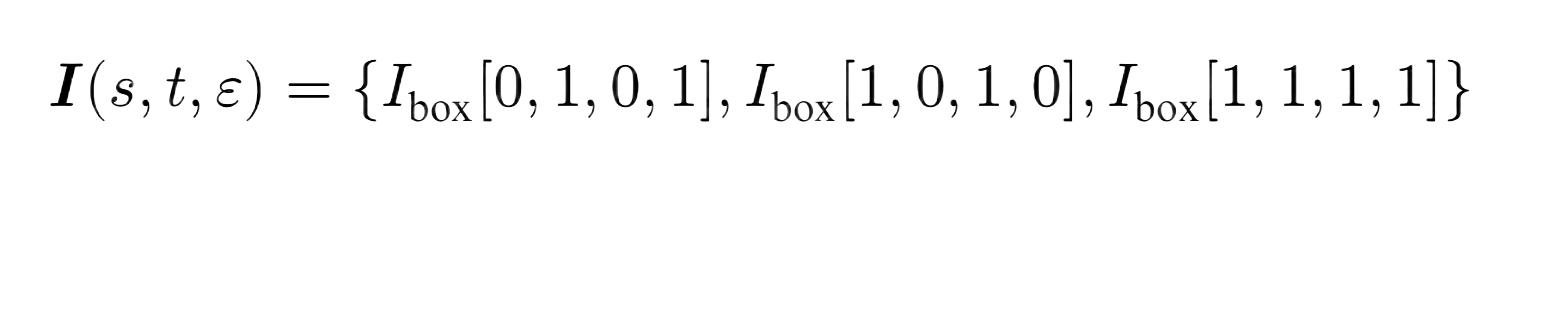 I(s, t, ε) = {I_box[0, 1, 0, 1], I_box[1, 0, 1, 0], I_box[1, 1, 1, 1]}